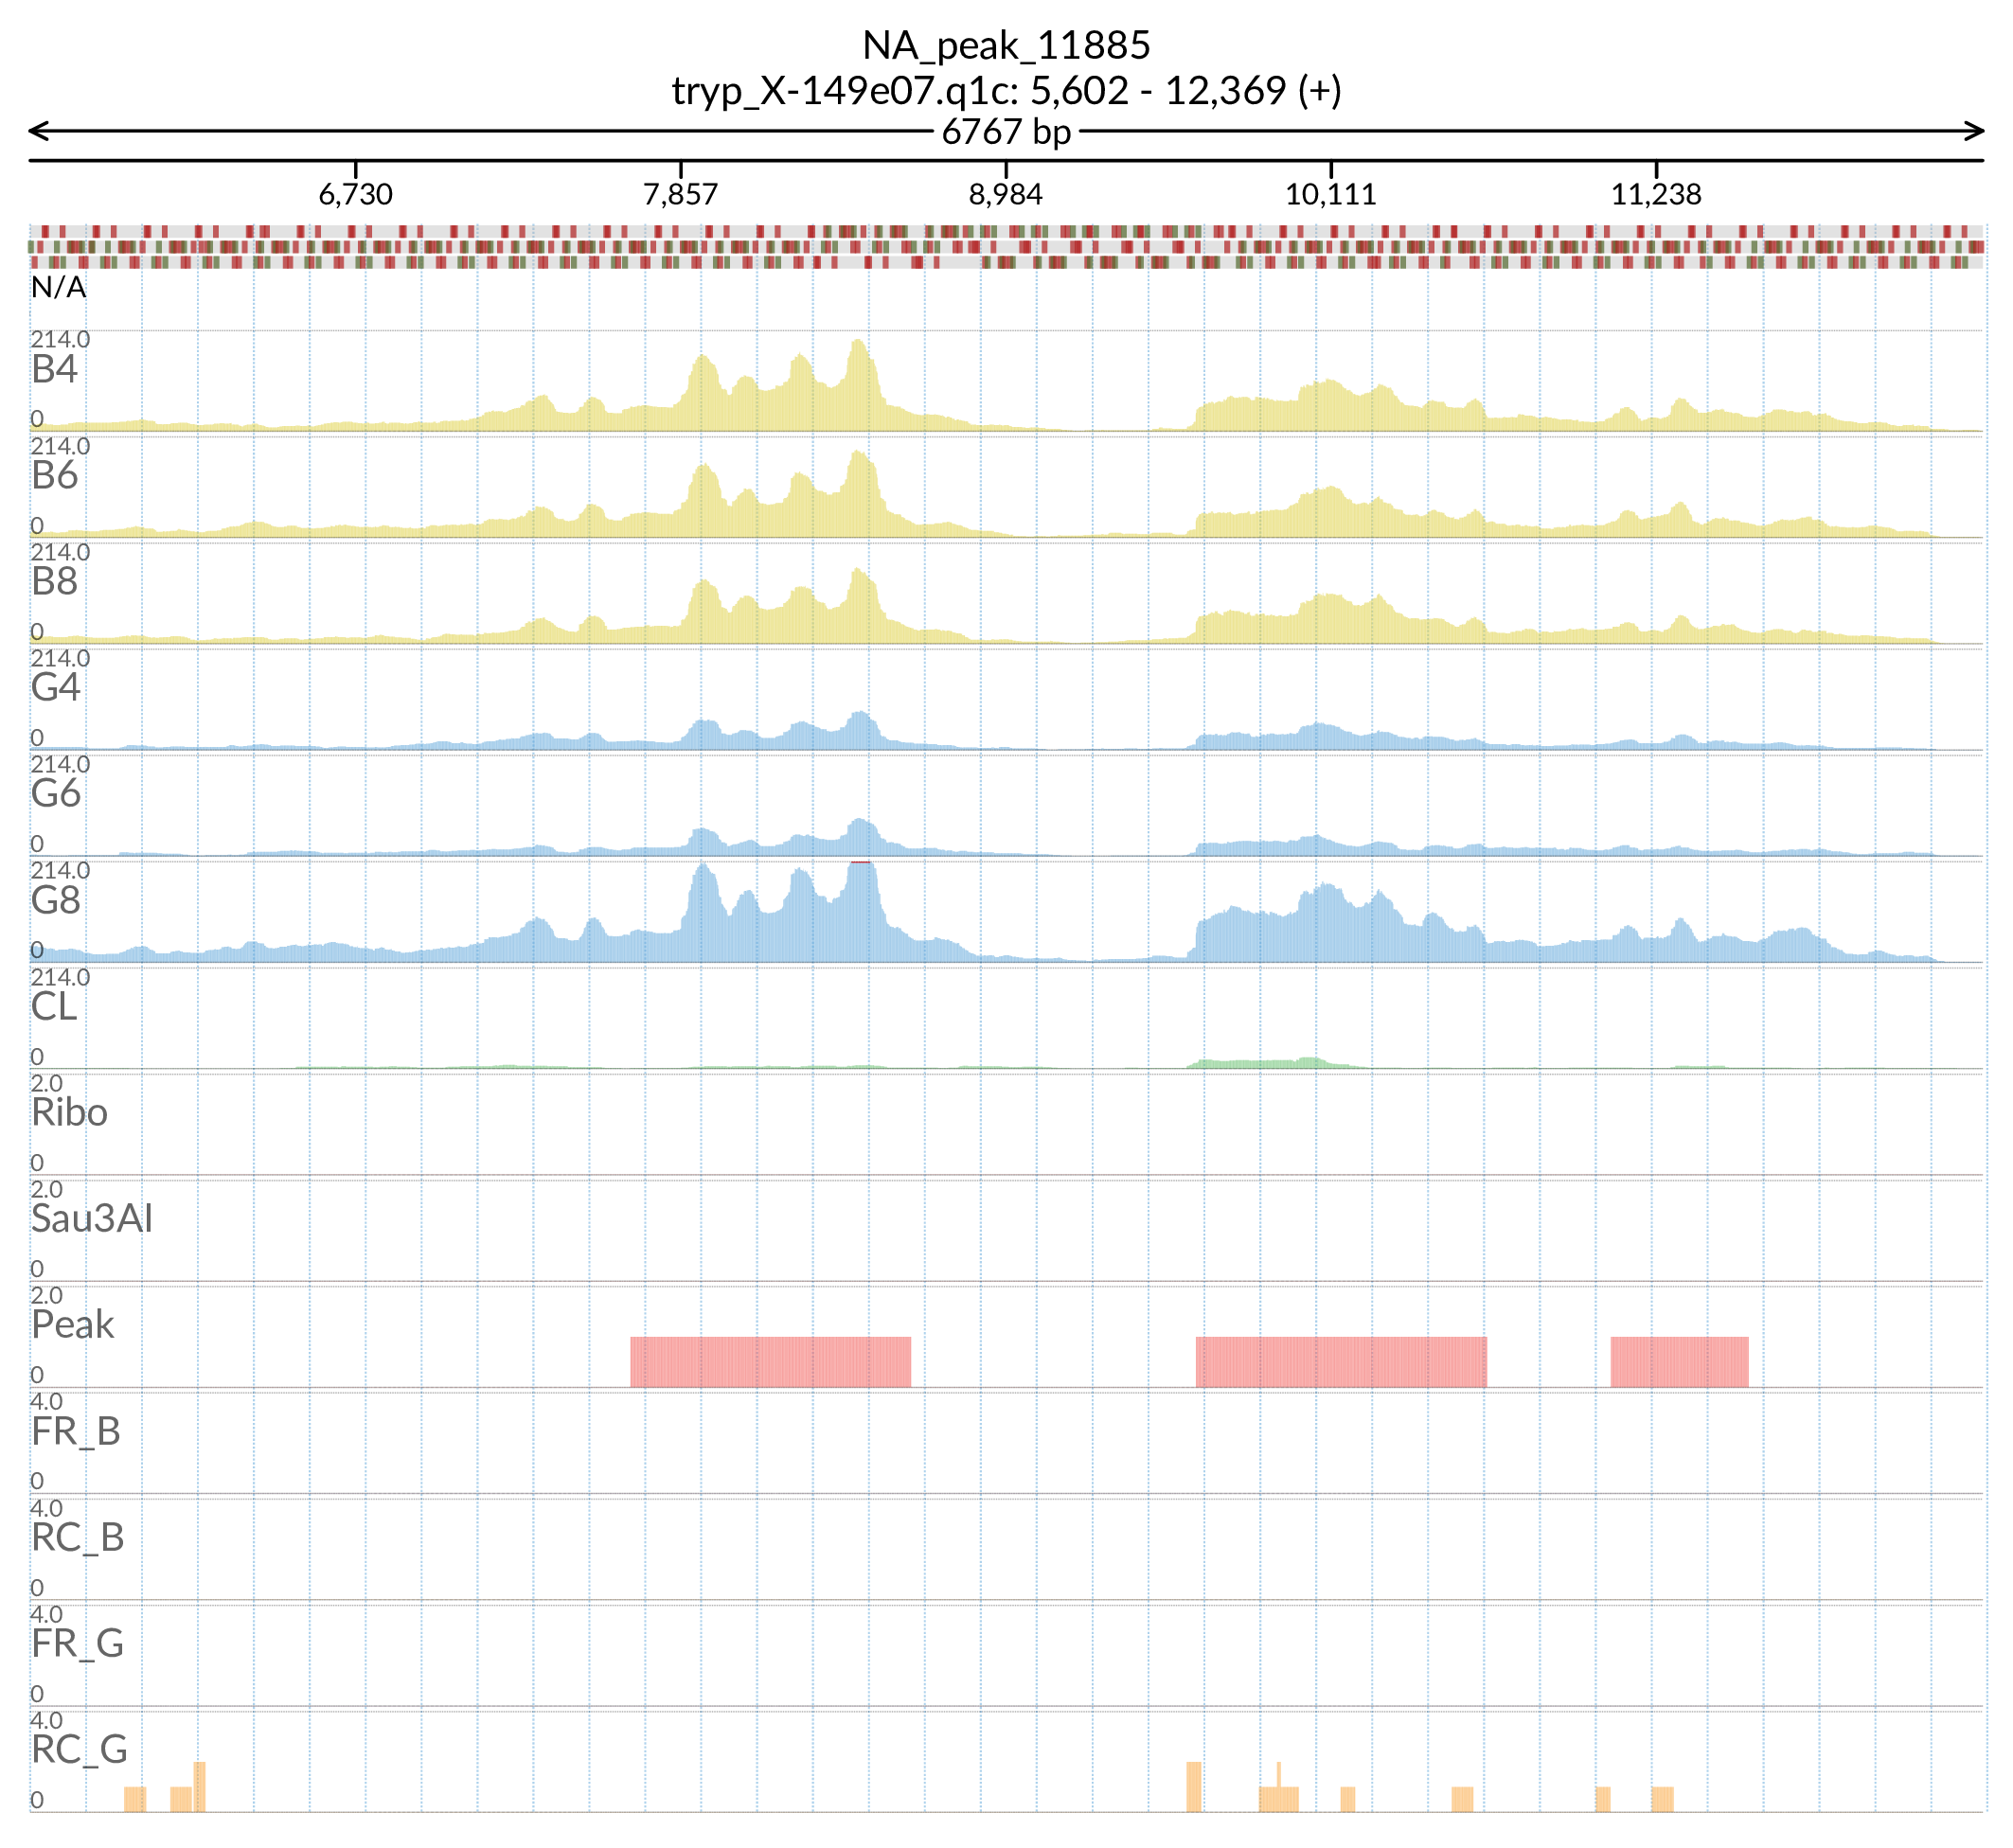 NA_peak_11885
tryp_X-149e07.q1c: 5,602 - 12,369 (+)
6767 bp
6,730 7,857 8,984 10,111 11,238
N/A
214.0
B4
0
214.0
B6
0
214.0
B8
0
214.0
G4
0
214.0
G6
0
214.0
G8
0
214.0
CL
0
2.0
Ribo
0
2.0
Sau3AI
0
2.0
Peak
0
4.0
FR_B
0
4.0
RC_B
0
4.0
FR_G
0
4.0
RC_G
0